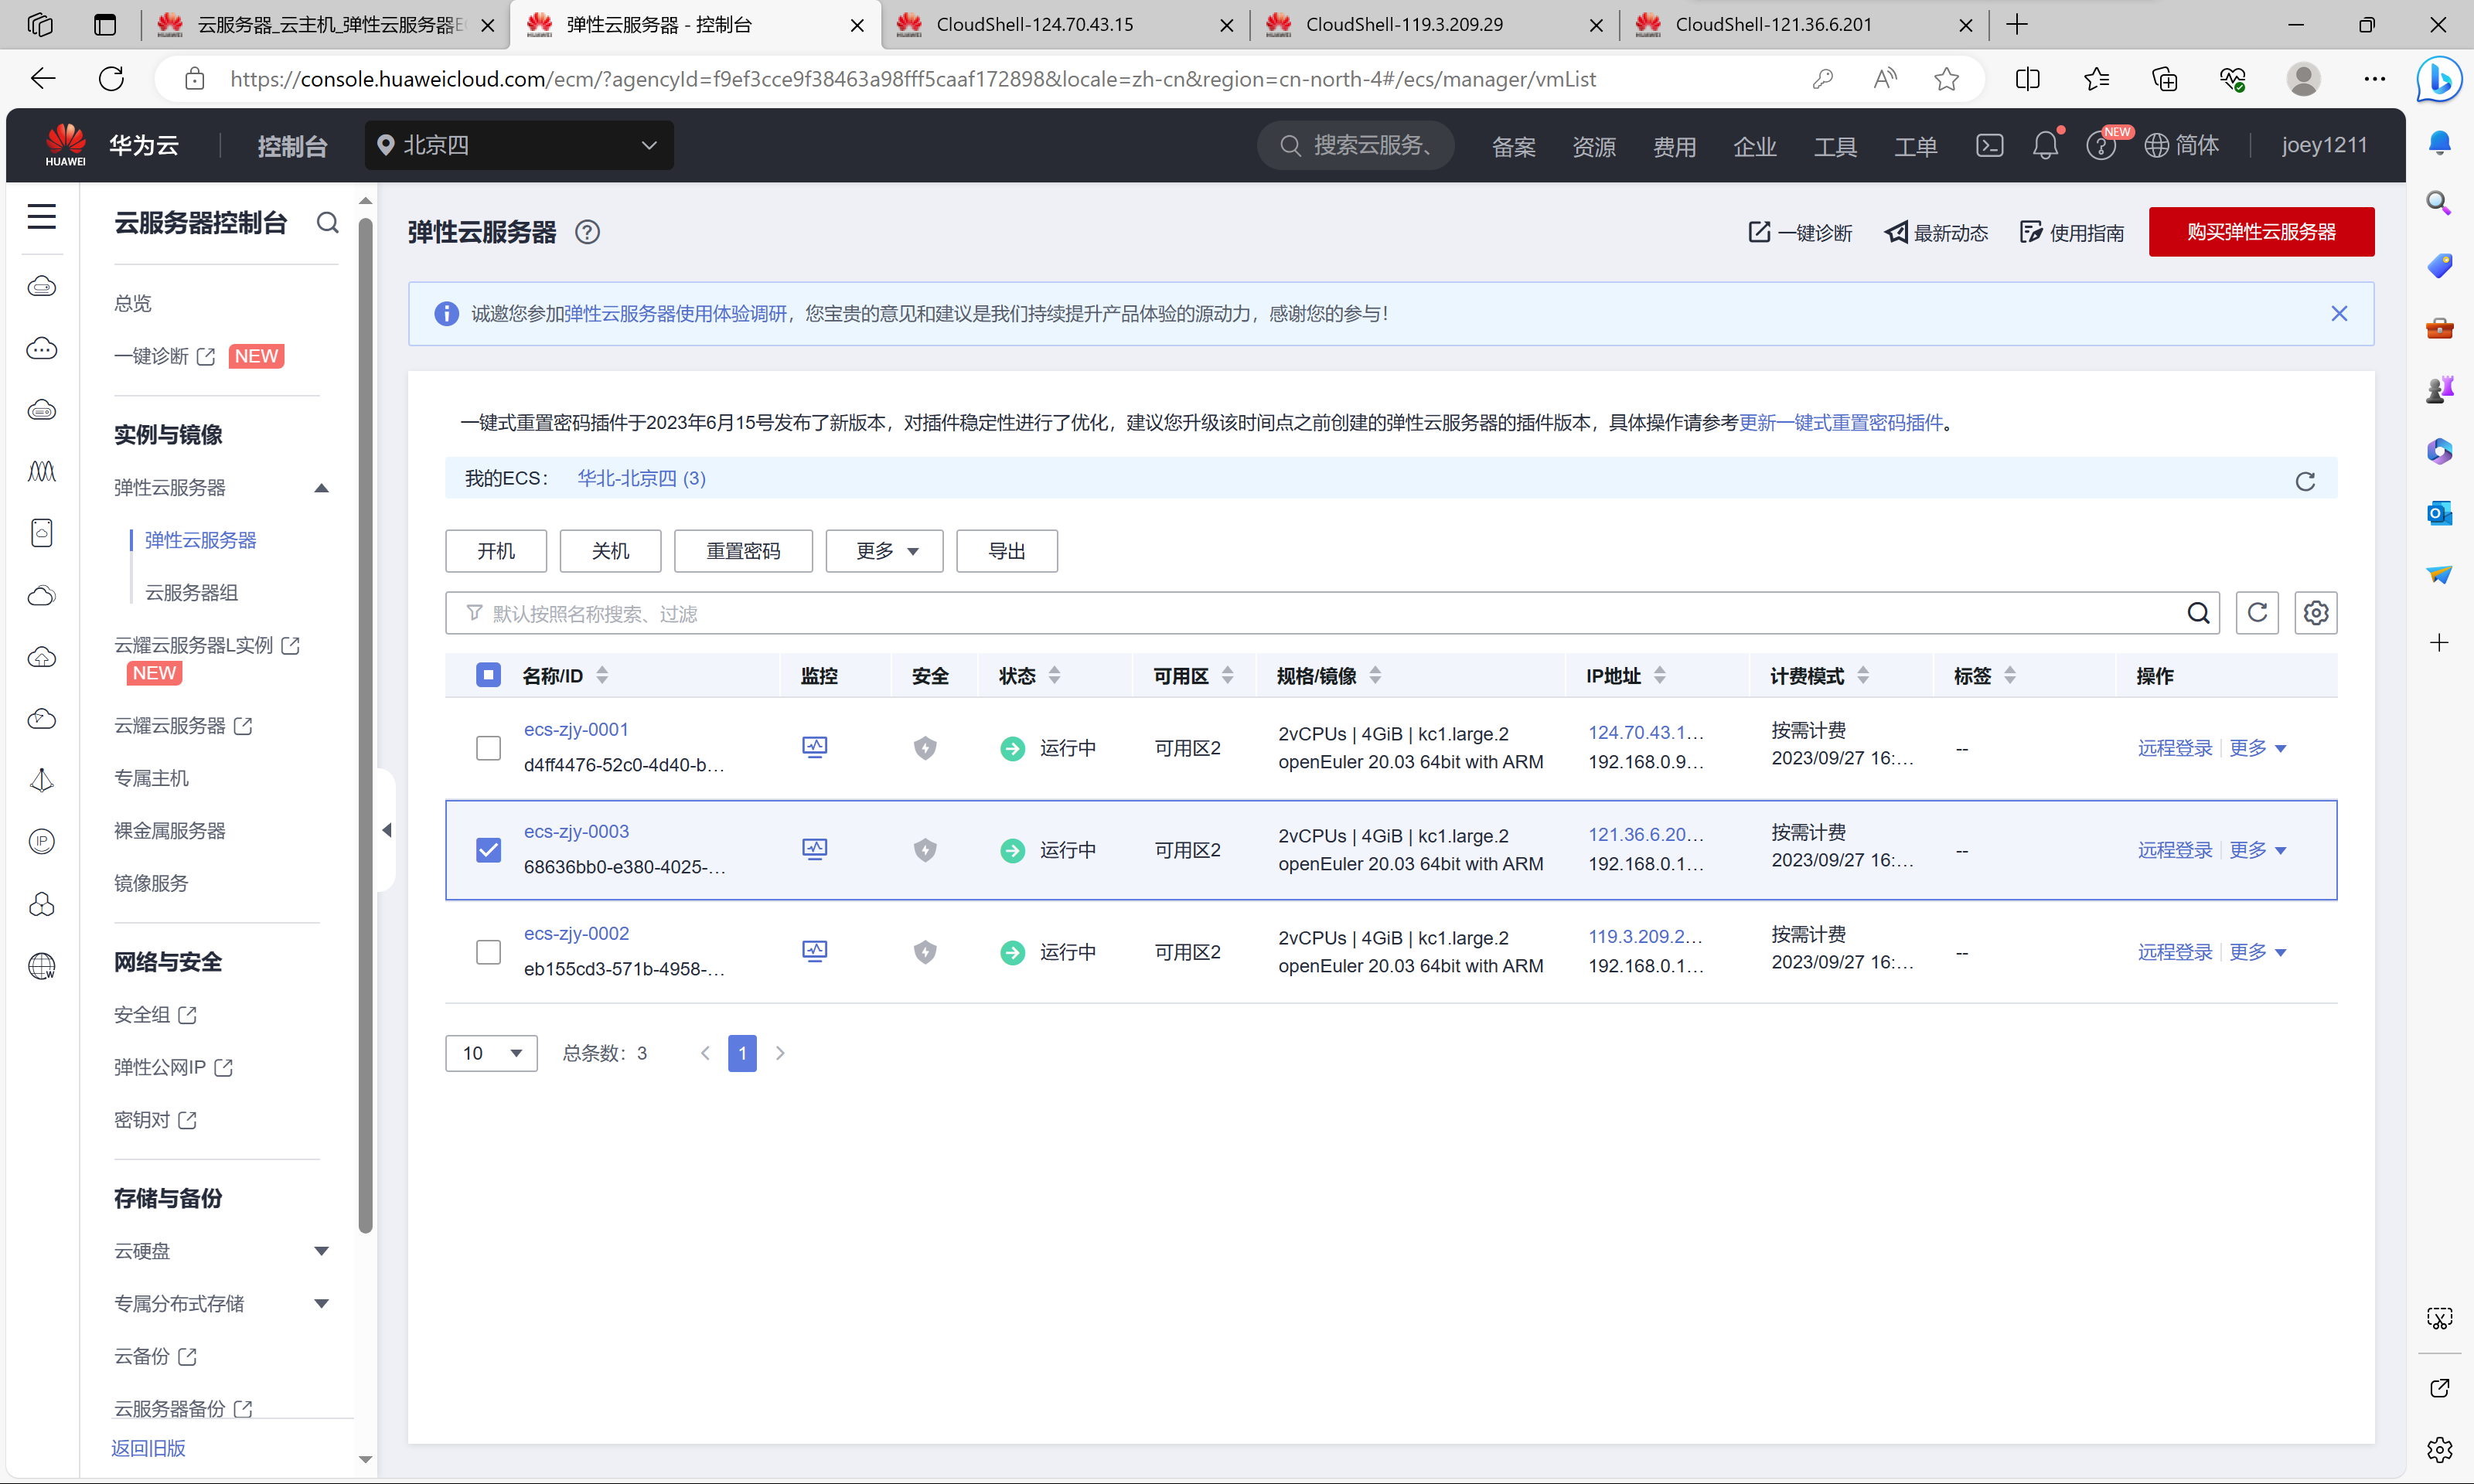 云服务器_云主机_弹性云服务器E
弹性云服务器 - 控制台
CloudShell-124.70.43.15
CloudShell-119.3.209.29
CloudShell-121.36.6.201
https://console.huaweicloud.com/ecm/?agencyId=f9ef3cce9f38463a98fff5caaf172898&locale=zh-cn&region=cn-north-4#/ecs/manager/vmList
HUAWEI
华为云
控制台
北京四
搜索云服务、
备案
资源
费用
企业
工具
工单
NEW
简体
joey1211
云服务器控制台
总览
一键诊断 NEW
实例与镜像
弹性云服务器
弹性云服务器
云服务器组
云耀云服务器L实例
NEW
云耀云服务器
专属主机
裸金属服务器
镜像服务
网络与安全
安全组
弹性公网IP
密钥对
存储与备份
云硬盘
专属分布式存储
云备份
云服务器备份
返回旧版
弹性云服务器
一键诊断
最新动态
使用指南
购买弹性云服务器
诚邀您参加弹性云服务器使用体验调研，您宝贵的意见和建议是我们持续提升产品体验的源动力，感谢您的参与！
一键式重置密码插件于2023年6月15号发布了新版本，对插件稳定性进行了优化，建议您升级该时间点之前创建的弹性云服务器的插件版本，具体操作请参考更新一键式重置密码插件。
我的ECS： 华北-北京四 (3)
开机 关机 重置密码 更多 导出
默认按照名称搜索、过滤
名称/ID 监控 安全 状态 可用区 规格/镜像 IP地址 计费模式 标签 操作
ecs-zjy-0001
d4ff4476-52c0-4d40-b...
运行中
可用区2
2vCPUs | 4GiB | kc1.large.2
openEuler 20.03 64bit with ARM
124.70.43.1...
192.168.0.9...
按需计费
2023/09/27 16:...
--
远程登录 更多
ecs-zjy-0003
68636bb0-e380-4025-...
运行中
可用区2
2vCPUs | 4GiB | kc1.large.2
openEuler 20.03 64bit with ARM
121.36.6.20...
192.168.0.1...
按需计费
2023/09/27 16:...
--
远程登录 更多
ecs-zjy-0002
eb155cd3-571b-4958-...
运行中
可用区2
2vCPUs | 4GiB | kc1.large.2
openEuler 20.03 64bit with ARM
119.3.209.2...
192.168.0.1...
按需计费
2023/09/27 16:...
--
远程登录 更多
10
总条数：3
1